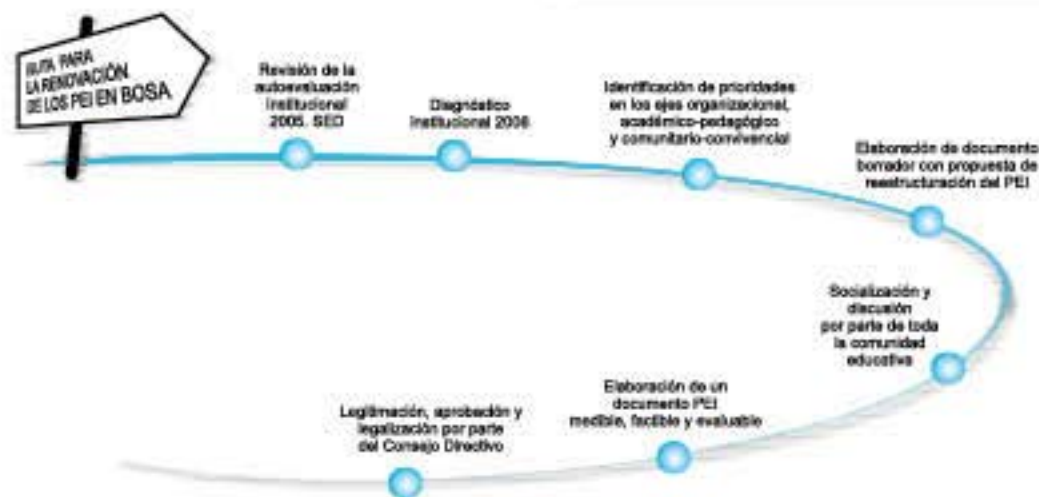 RUTA PARA
LA RENOVACIÓN
DE LOS PEI EN BOSA
Revisión de la
autoevaluación
Institucional
2005. SED
Diagnóstico
Institucional 2006
Identificación de prioridades
en los ejes organizacional,
académico-pedagógico
y comunitario-convivencial
Elaboración de documento
borrador con propuesta de
reestructuración del PEI
Socialización y
discusión
por parte de toda
la comunidad
educativa
Elaboración de un
documento PEI
medible, factible y evaluable
Legitimación, aprobación y
legalización por parte
del Consejo Directivo